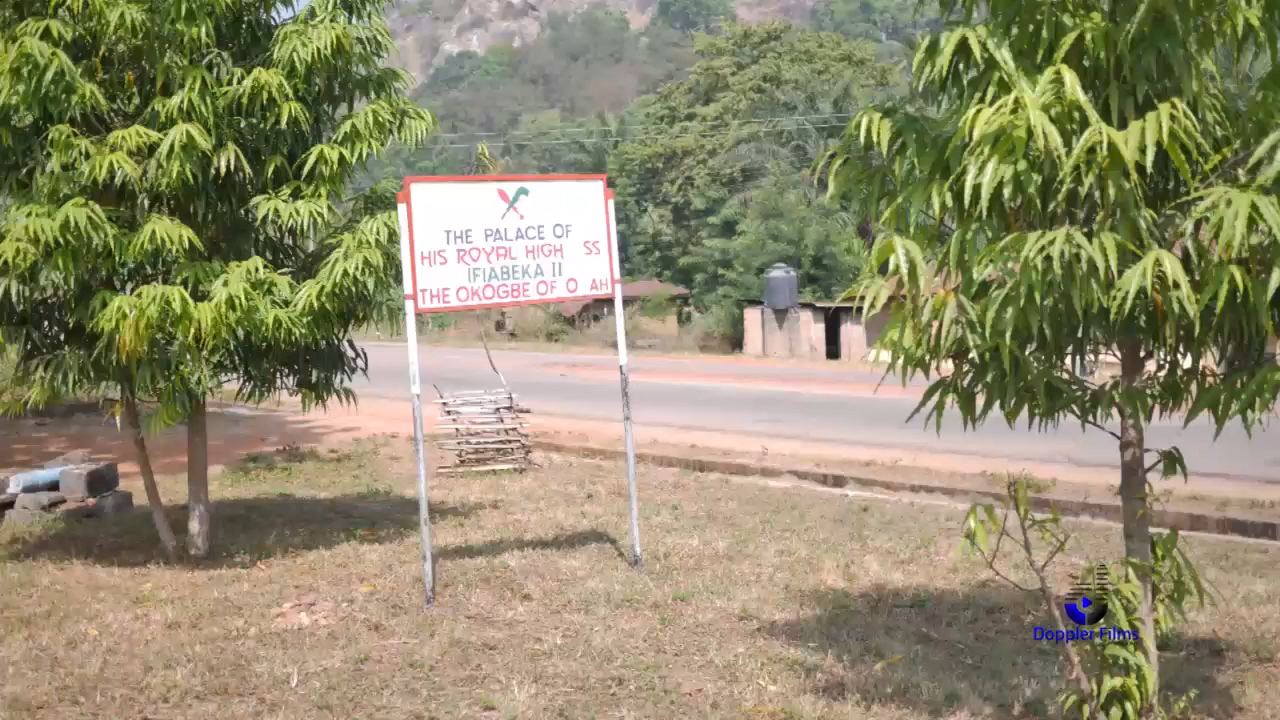 THE PALACE OF
HIS ROYAL HIGH SS
IFIABEKA II
THE OKOGBE OF O AH
Doppler Films